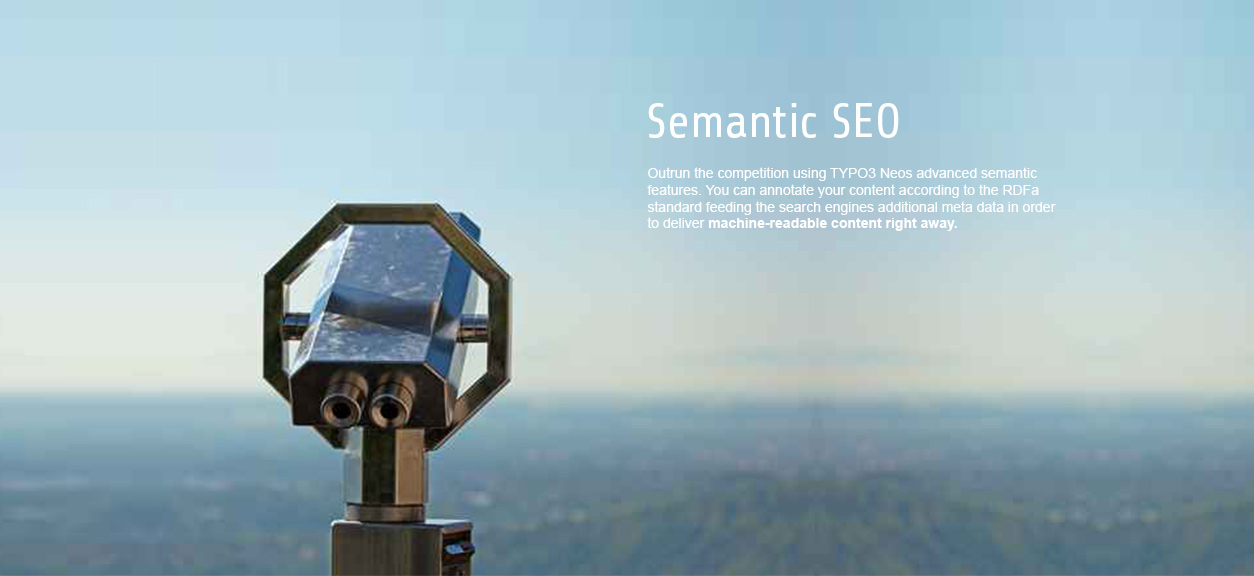 Semantic SEO
Outrun the competition using TYPO3 Neos advanced semantic
features. You can annotate your content according to the RDFa
standard feeding the search engines additional meta data in order
to deliver machine-readable content right away.